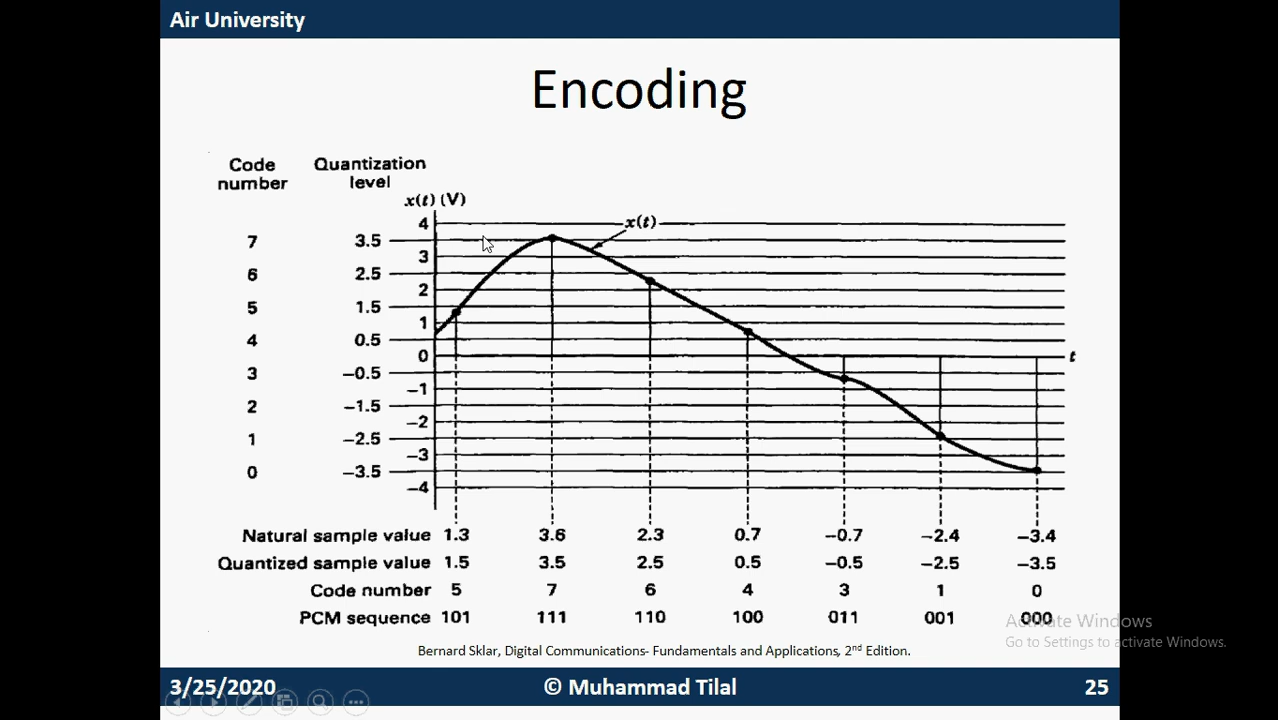 Air University
Encoding
Code number
Quantization level
x(t) (V)
x(t)
4
7 3.5
3
6 2.5
2
5 1.5
1
4 0.5
0
t
3 −0.5
−1
2 −1.5
−2
1 −2.5
−3
0 −3.5
−4
Natural sample value 1.3 3.6 2.3 0.7 −0.7 −2.4 −3.4
Quantized sample value 1.5 3.5 2.5 0.5 −0.5 −2.5 −3.5
Code number 5 7 6 4 3 1 0
PCM sequence 101 111 110 100 011 001 000
Activate Windows
Go to Settings to activate Windows.
Bernard Sklar, Digital Communications- Fundamentals and Applications, 2nd Edition.
3/25/2020 © Muhammad Tilal 25